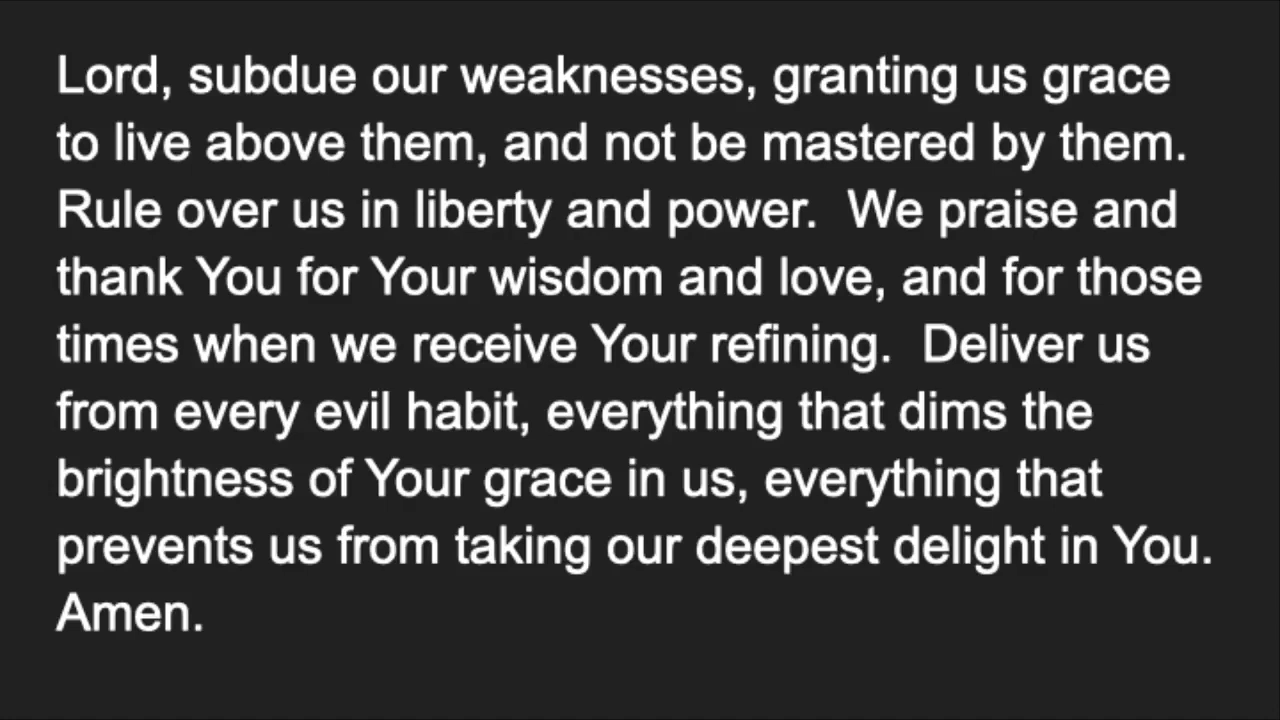 Lord, subdue our weaknesses, granting us grace
to live above them, and not be mastered by them.
Rule over us in liberty and power.  We praise and
thank You for Your wisdom and love, and for those
times when we receive Your refining.  Deliver us
from every evil habit, everything that dims the
brightness of Your grace in us, everything that
prevents us from taking our deepest delight in You.
Amen.